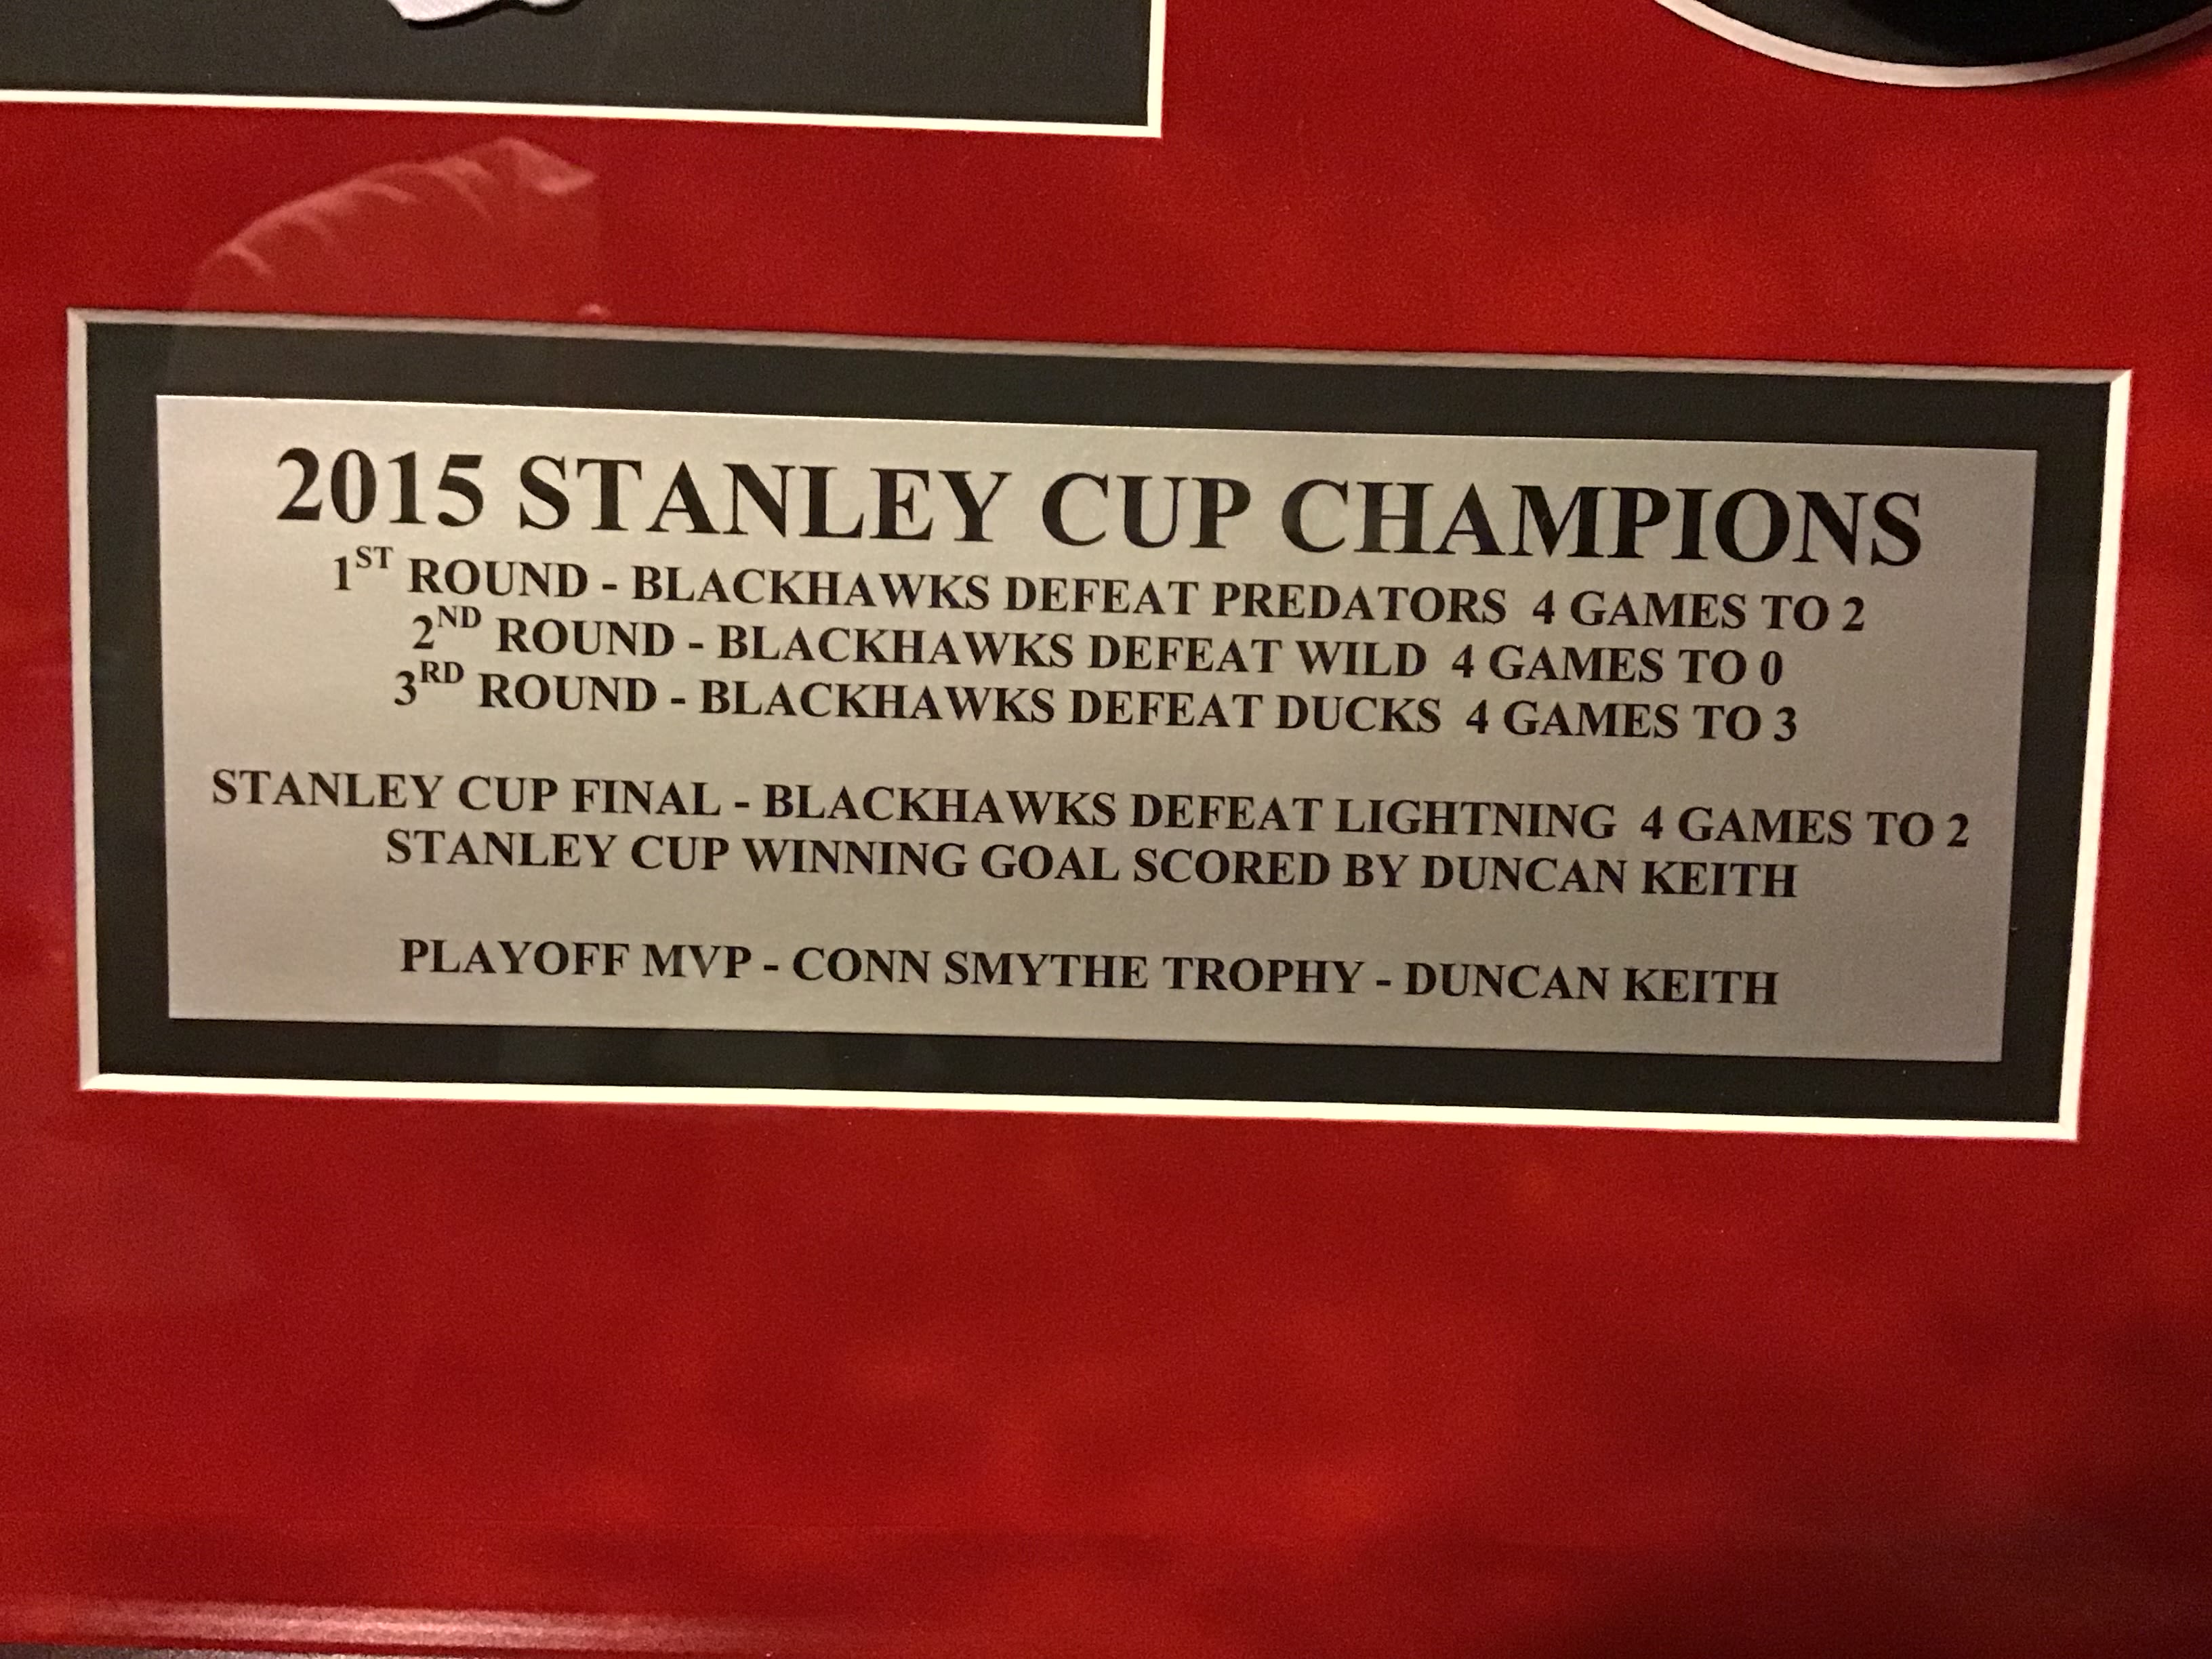 2015 STANLEY CUP CHAMPIONS
1ST ROUND - BLACKHAWKS DEFEAT PREDATORS 4 GAMES TO 2
2ND ROUND - BLACKHAWKS DEFEAT WILD 4 GAMES TO 0
3RD ROUND - BLACKHAWKS DEFEAT DUCKS 4 GAMES TO 3
STANLEY CUP FINAL - BLACKHAWKS DEFEAT LIGHTNING 4 GAMES TO 2
STANLEY CUP WINNING GOAL SCORED BY DUNCAN KEITH
PLAYOFF MVP - CONN SMYTHE TROPHY - DUNCAN KEITH